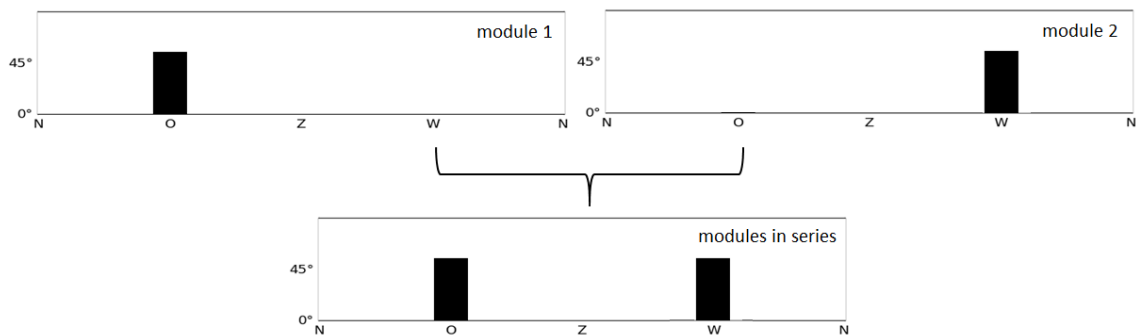 module 1
45°
0°
N O Z W N
module 2
45°
0°
N O Z W N
modules in series
45°
0°
N O Z W N